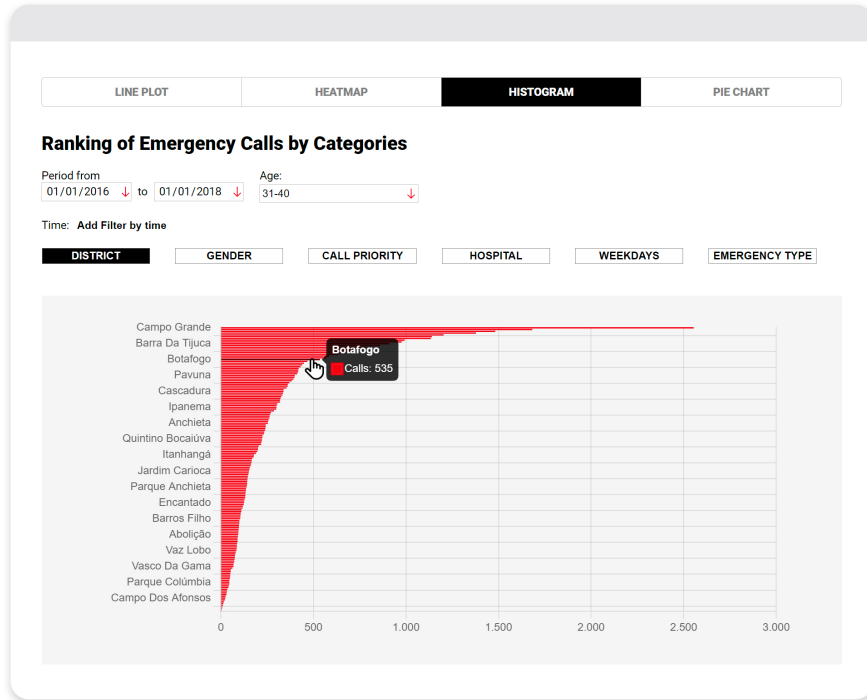 LINE PLOT HEATMAP HISTOGRAM PIE CHART
Ranking of Emergency Calls by Categories
Period from Age:
01/01/2016 to 01/01/2018 31-40
Time: Add Filter by time
DISTRICT GENDER CALL PRIORITY HOSPITAL WEEKDAYS EMERGENCY TYPE
Campo Grande
Barra Da Tijuca
Botafogo
Botafogo
Calls: 535
Pavuna
Cascadura
Ipanema
Anchieta
Quintino Bocaiúva
Itanhangá
Jardim Carioca
Parque Anchieta
Encantado
Barros Filho
Abolição
Vaz Lobo
Vasco Da Gama
Parque Colúmbia
Campo Dos Afonsos
0 500 1.000 1.500 2.000 2.500 3.000